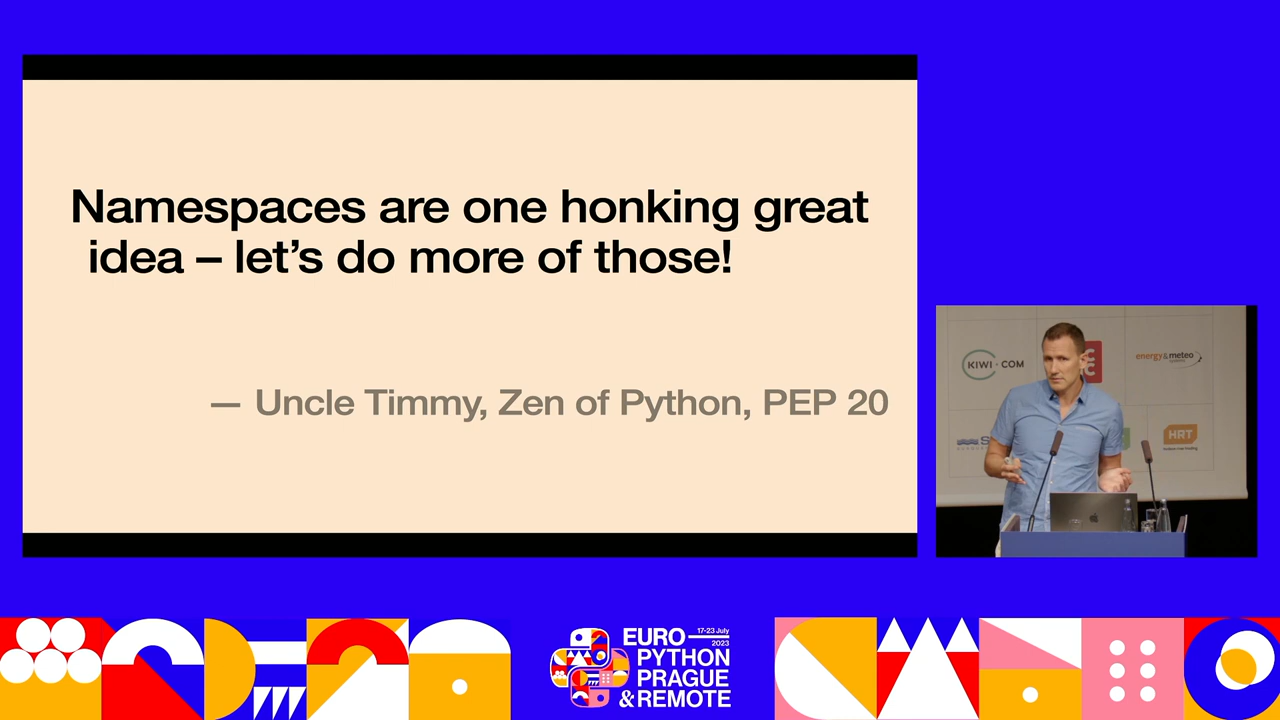 Namespaces are one honking great
idea – let’s do more of those!
— Uncle Timmy, Zen of Python, PEP 20
KIWI·COM
energy&meteo
systems
HRT
EURO
17-23 July
2023
PYTHON
PRAGUE
&REMOTE